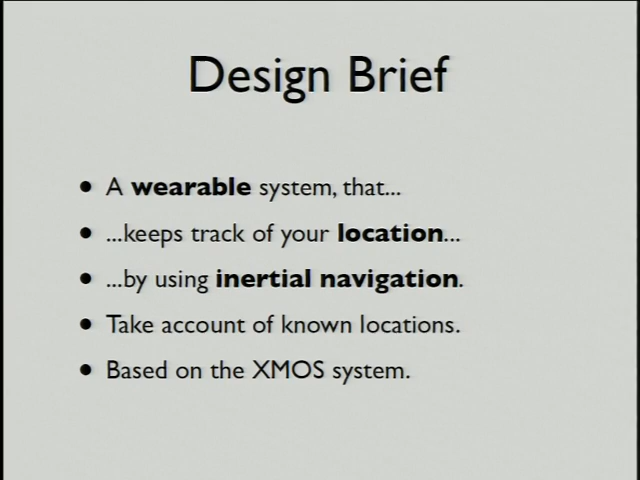 Design Brief
• A wearable system, that...
• ...keeps track of your location...
• ...by using inertial navigation.
• Take account of known locations.
• Based on the XMOS system.